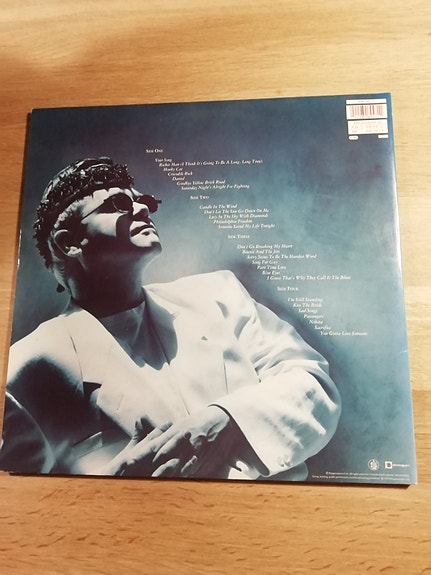 SIDE ONE
Your Song
Rocket Man (I Think It's Going To Be A Long, Long Time)
Honky Cat
Crocodile Rock
Daniel
Goodbye Yellow Brick Road
Saturday Night's Alright For Fighting
SIDE TWO
Candle In The Wind
Don't Let The Sun Go Down On Me
Lucy In The Sky With Diamonds
Philadelphia Freedom
Someone Saved My Life Tonight
SIDE THREE
Don't Go Breaking My Heart
Bennie And The Jets
Sorry Seems To Be The Hardest Word
Song For Guy
Part Time Love
Blue Eyes
I Guess That's Why They Call It The Blues
SIDE FOUR
I'm Still Standing
Kiss The Bride
Sad Songs
Passengers
Nikita
Sacrifice
You Gotta Love Someone